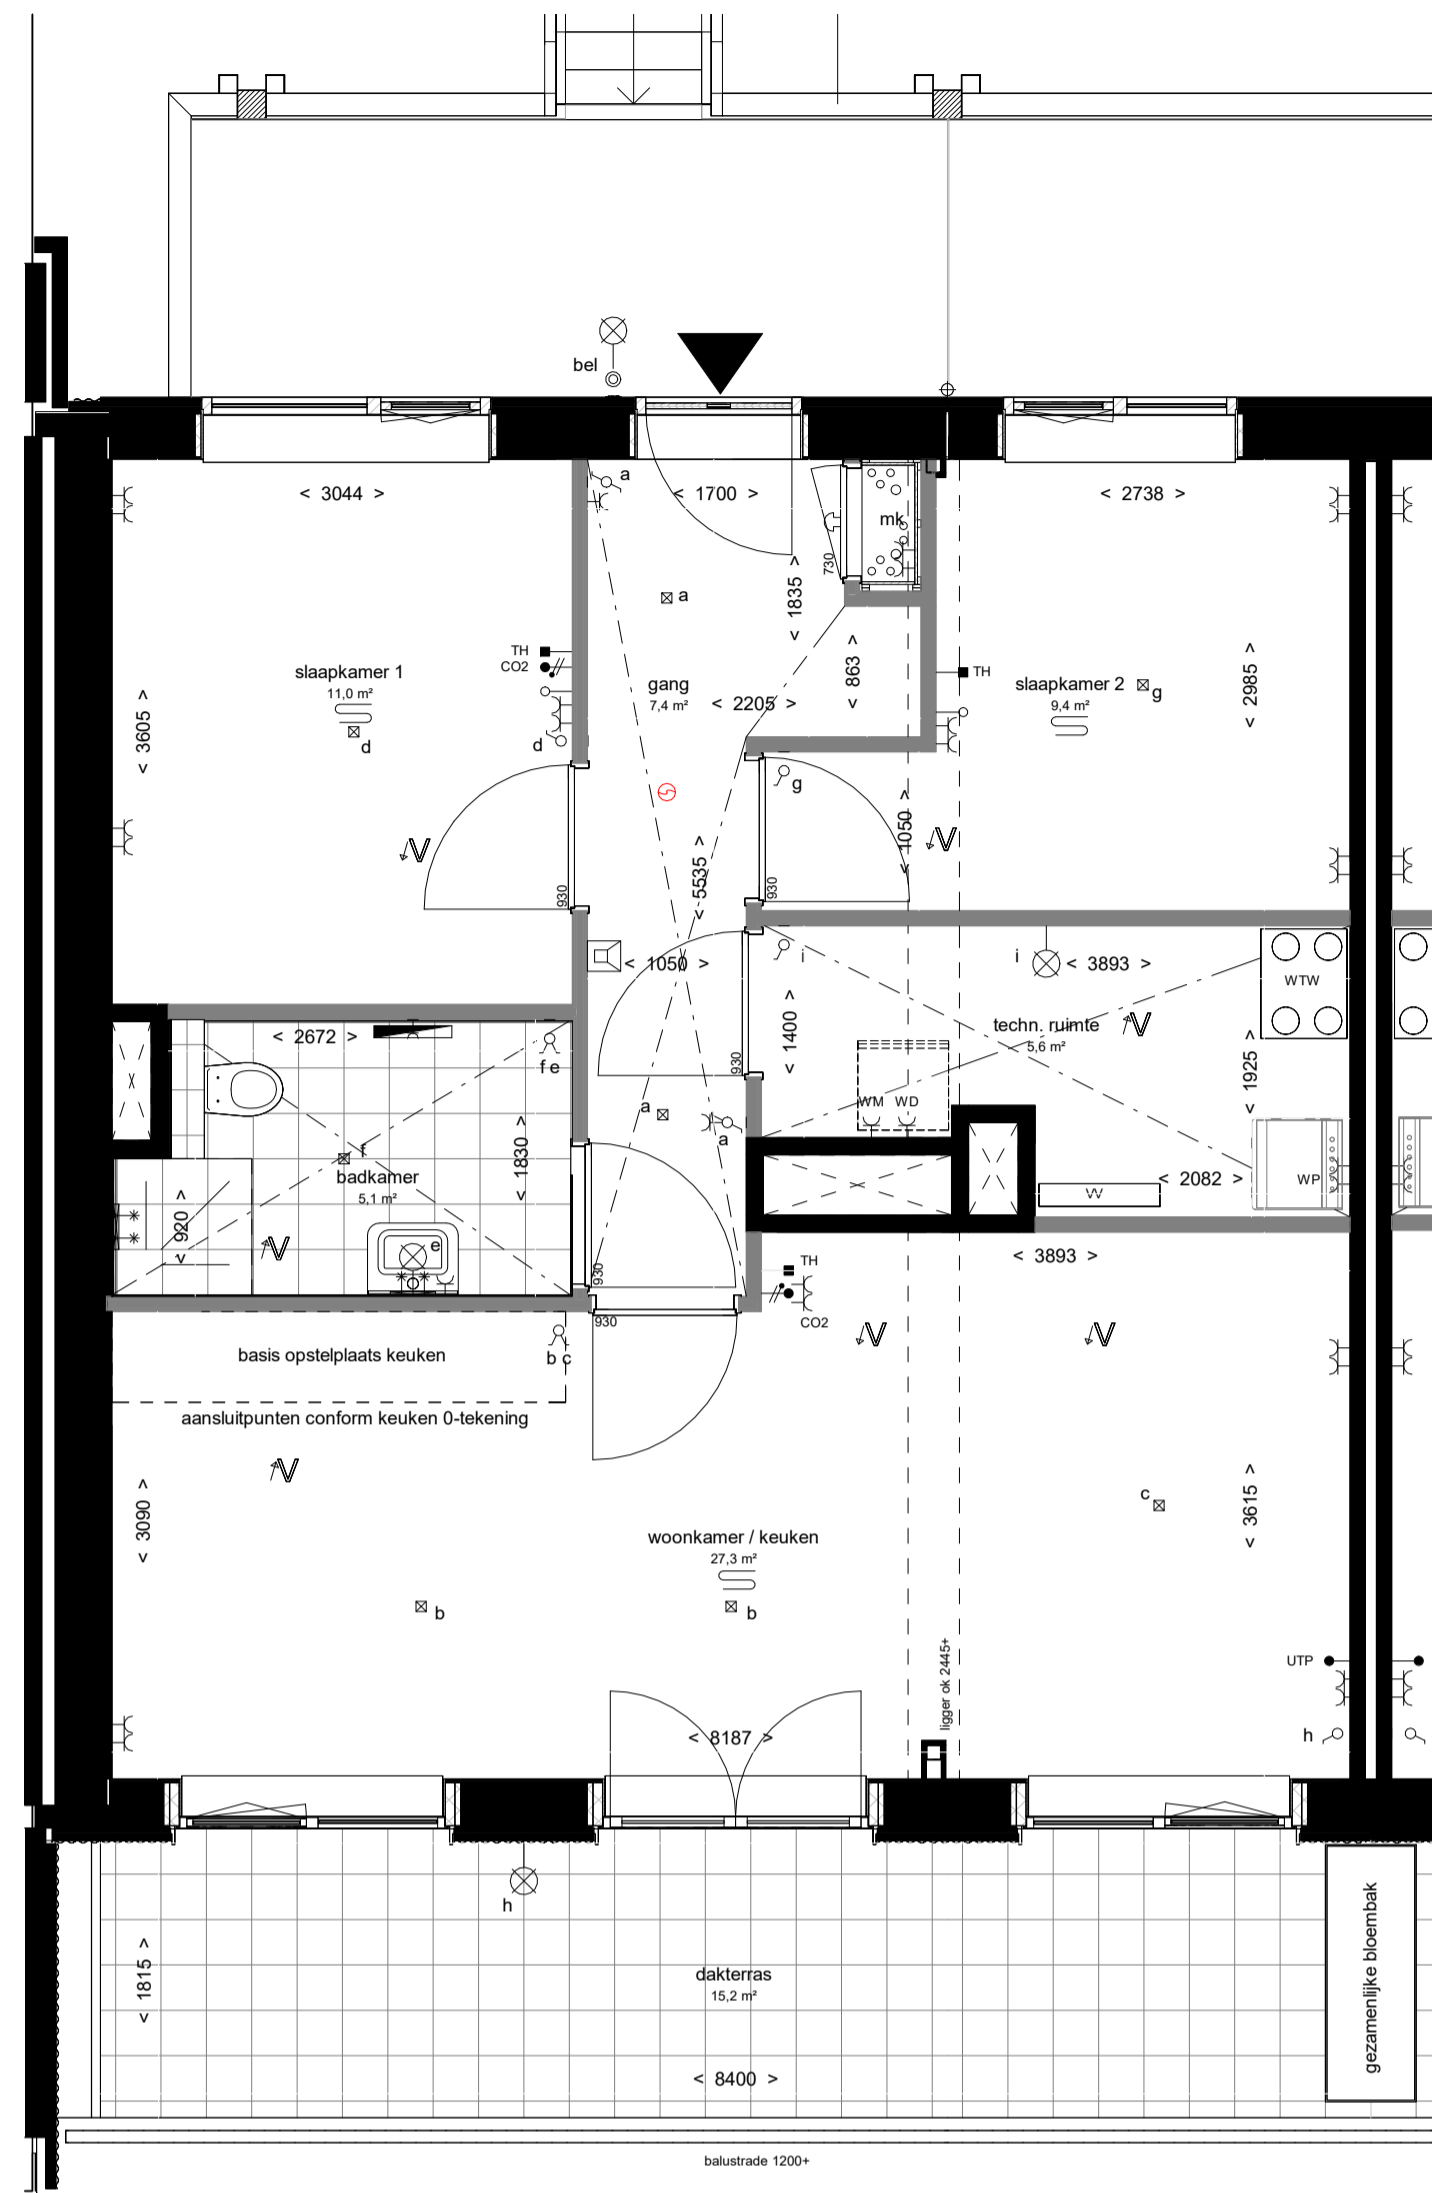 bel
a
< 3044 >
< 1700 >
mk
< 2738 >
730
< 1835 >
a
TH
CO2
slaapkamer 1
11,0 m²
d
d
gang
7,4 m²
< 2205 >
< 863 >
TH
slaapkamer 2
9,4 m²
g
< 2985 >
< 3605 >
g
< 1050 >
V
V
930
930
< 5535 >
< 1050 >
i
i
< 3893 >
WTW
techn. ruimte
5,6 m²
V
< 1400 >
< 1925 >
930
< 2672 >
f e
WM
WD
a
a
f
badkamer
5,1 m²
< 1830 >
< 920 >
V
e
V
< 2082 >
WP
930
TH
CO2
< 3893 >
930
b c
V
V
basis opstelplaats keuken
aansluitpunten conform keuken 0-tekening
V
< 3090 >
c
< 3615 >
woonkamer / keuken
27,3 m²
b
b
ligger ok 2445+
UTP
h
< 8187 >
h
dakterras
15,2 m²
< 1815 >
gezamenlijke bloembak
< 8400 >
balustrade 1200+